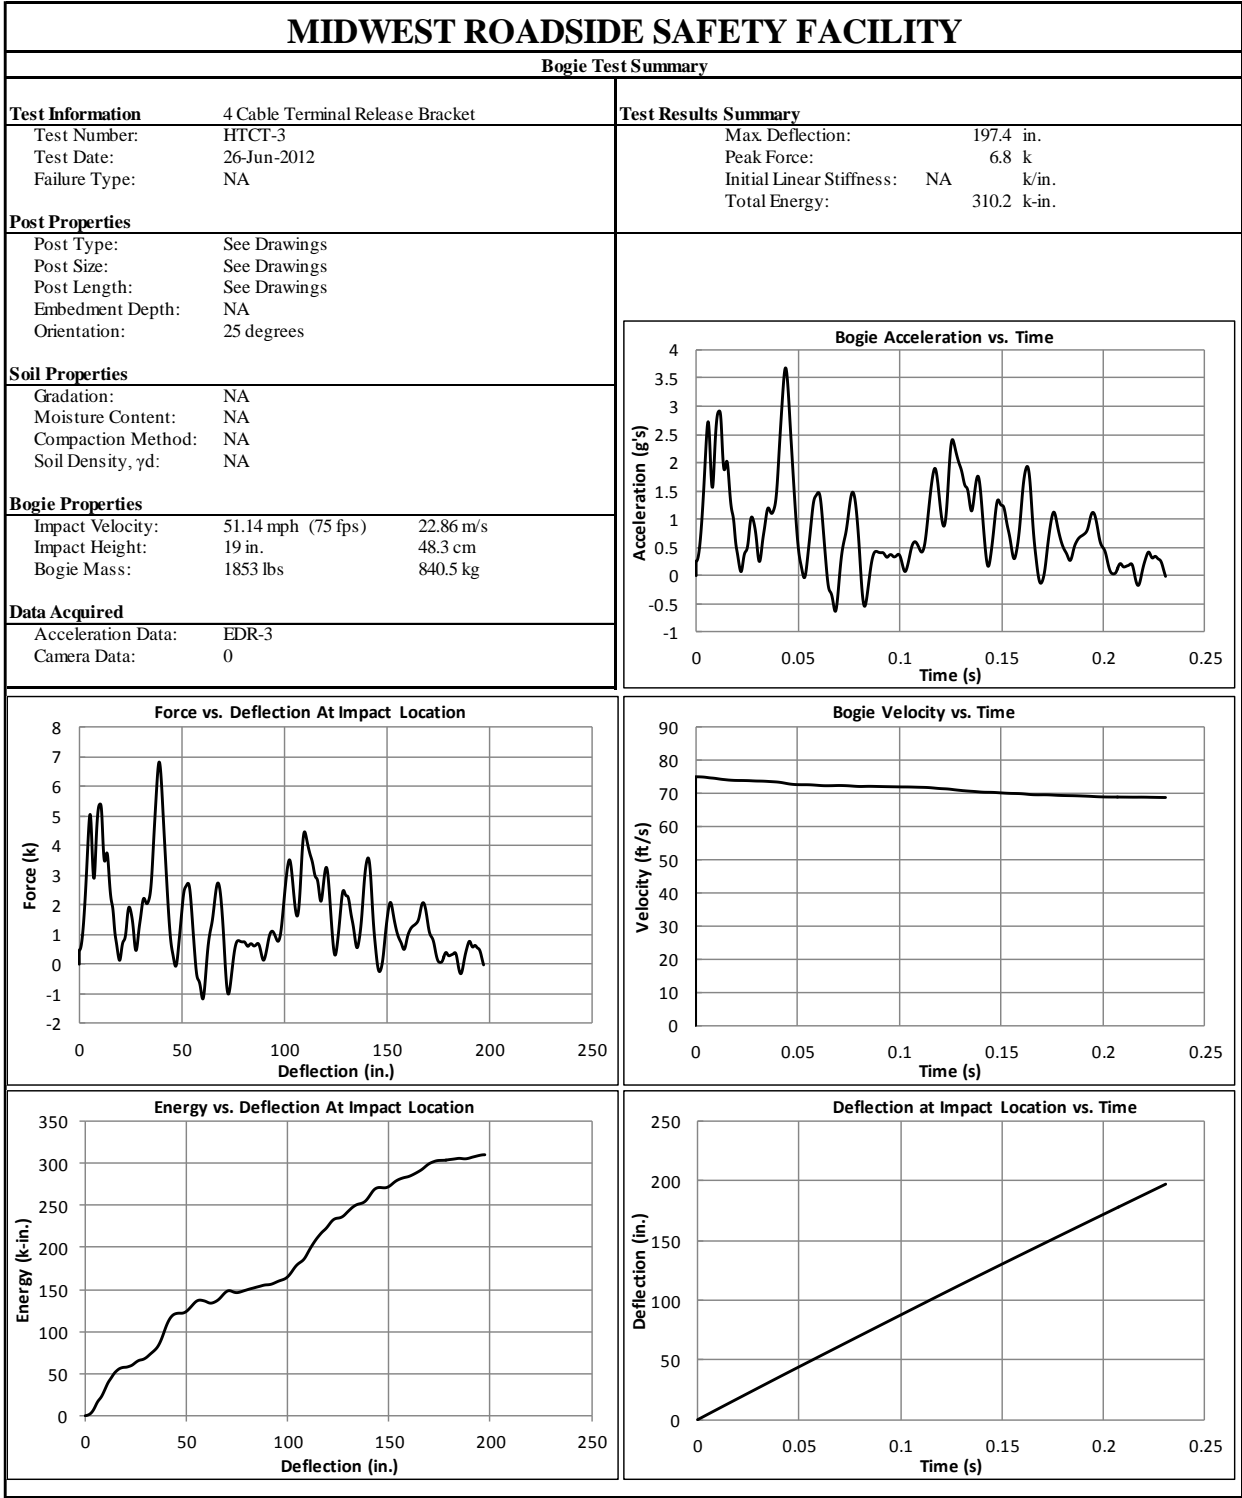 MIDWEST ROADSIDE SAFETY FACILITY
Bogie Test Summary
Test Information 4 Cable Terminal Release Bracket
Test Number: HTCT-3
Test Date: 26-Jun-2012
Failure Type: NA
Post Properties
Post Type: See Drawings
Post Size: See Drawings
Post Length: See Drawings
Embedment Depth: NA
Orientation: 25 degrees
Soil Properties
Gradation: NA
Moisture Content: NA
Compaction Method: NA
Soil Density, γd: NA
Bogie Properties
Impact Velocity: 51.14 mph (75 fps) 22.86 m/s
Impact Height: 19 in. 48.3 cm
Bogie Mass: 1853 lbs 840.5 kg
Data Acquired
Acceleration Data: EDR-3
Camera Data: 0
Test Results Summary
Max. Deflection: 197.4 in.
Peak Force: 6.8 k
Initial Linear Stiffness: NA k/in.
Total Energy: 310.2 k-in.
Bogie Acceleration vs. Time
Acceleration (g's)
4
3.5
3
2.5
2
1.5
1
0.5
0
-0.5
-1
0 0.05 0.1 0.15 0.2 0.25
Time (s)
Force vs. Deflection At Impact Location
Force (k)
8
7
6
5
4
3
2
1
0
-1
-2
0 50 100 150 200 250
Deflection (in.)
Bogie Velocity vs. Time
Velocity (ft/s)
90
80
70
60
50
40
30
20
10
0
0 0.05 0.1 0.15 0.2 0.25
Time (s)
Energy vs. Deflection At Impact Location
Energy (k-in.)
350
300
250
200
150
100
50
0
0 50 100 150 200 250
Deflection (in.)
Deflection at Impact Location vs. Time
Deflection (in.)
250
200
150
100
50
0
0 0.05 0.1 0.15 0.2 0.25
Time (s)